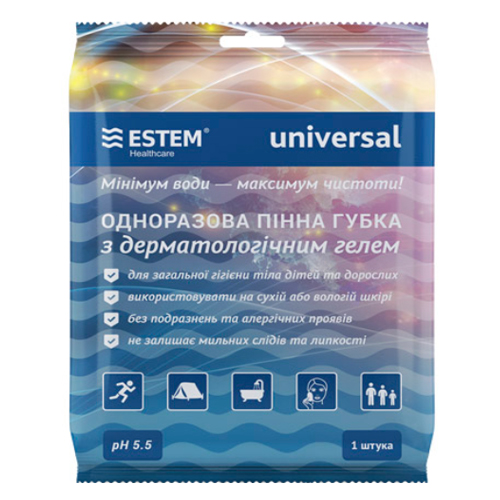 ESTEM®
Healthcare
universal
Мінімум води — максимум чистоти!
ОДНОРАЗОВА ПІННА ГУБКА
з дерматологічним гелем
для загальної гігієни тіла дітей та дорослих
використовувати на сухій або вологій шкірі
без подразнень та алергічних проявів
не залишає мильних слідів та липкості
pH 5.5
1 штука